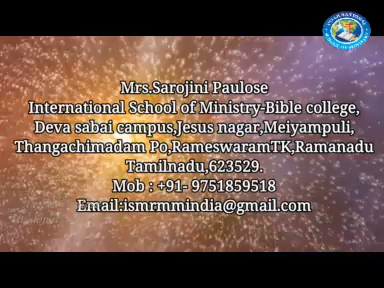 Mrs.Sarojini Paulose
International School of Ministry-Bible college,
Deva sabai campus,Jesus nagar,Meiyampuli,
Thangachimadam Po,RameswaramTK,Ramanadu
Tamilnadu,623529.
Mob : +91- 9751859518
Email:ismrmmindia@gmail.com